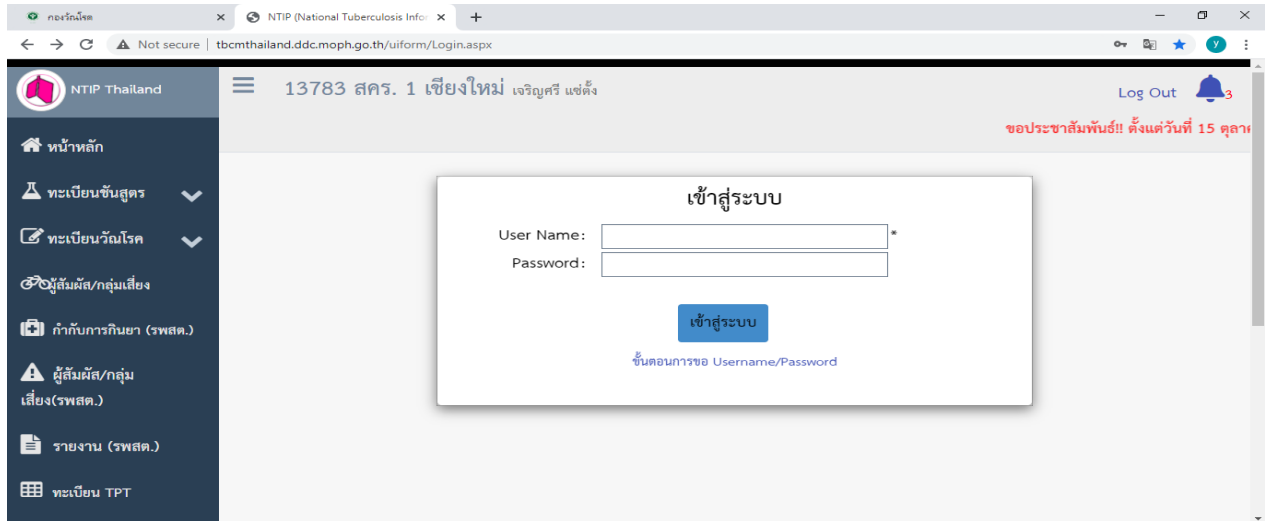 กองวัณโรค
NTIP (National Tuberculosis Infor
Not secure | tbcmthailand.ddc.moph.go.th/uiform/Login.aspx
y
NTIP Thailand
13783 สคร. 1 เชียงใหม่ เจริญศรี แซ่ตั้ง
Log Out 3
ขอประชาสัมพันธ์!! ตั้งแต่วันที่ 15 ตุลา
หน้าหลัก
ทะเบียนชันสูตร
ทะเบียนวัณโรค
ผู้สัมผัส/กลุ่มเสี่ยง
กำกับการกินยา (รพสต.)
ผู้สัมผัส/กลุ่ม
เสี่ยง(รพสต.)
รายงาน (รพสต.)
ทะเบียน TPT
เข้าสู่ระบบ
User Name: *
Password:
เข้าสู่ระบบ
ขั้นตอนการขอ Username/Password